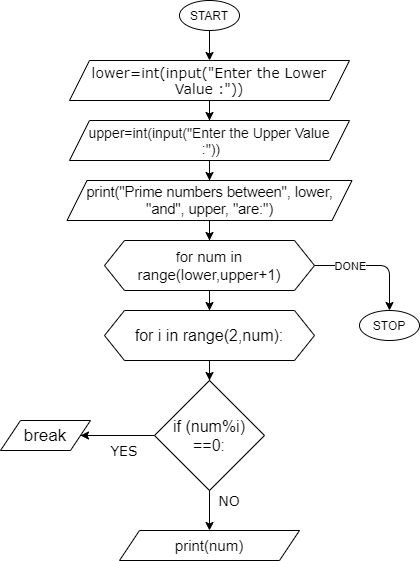 START
lower=int(input("Enter the Lower
Value :"))
upper=int(input("Enter the Upper Value
:"))
print("Prime numbers between", lower,
"and", upper, "are:")
for num in
range(lower,upper+1)
DONE
STOP
for i in range(2,num):
if (num%i)
==0:
break
YES
NO
print(num)